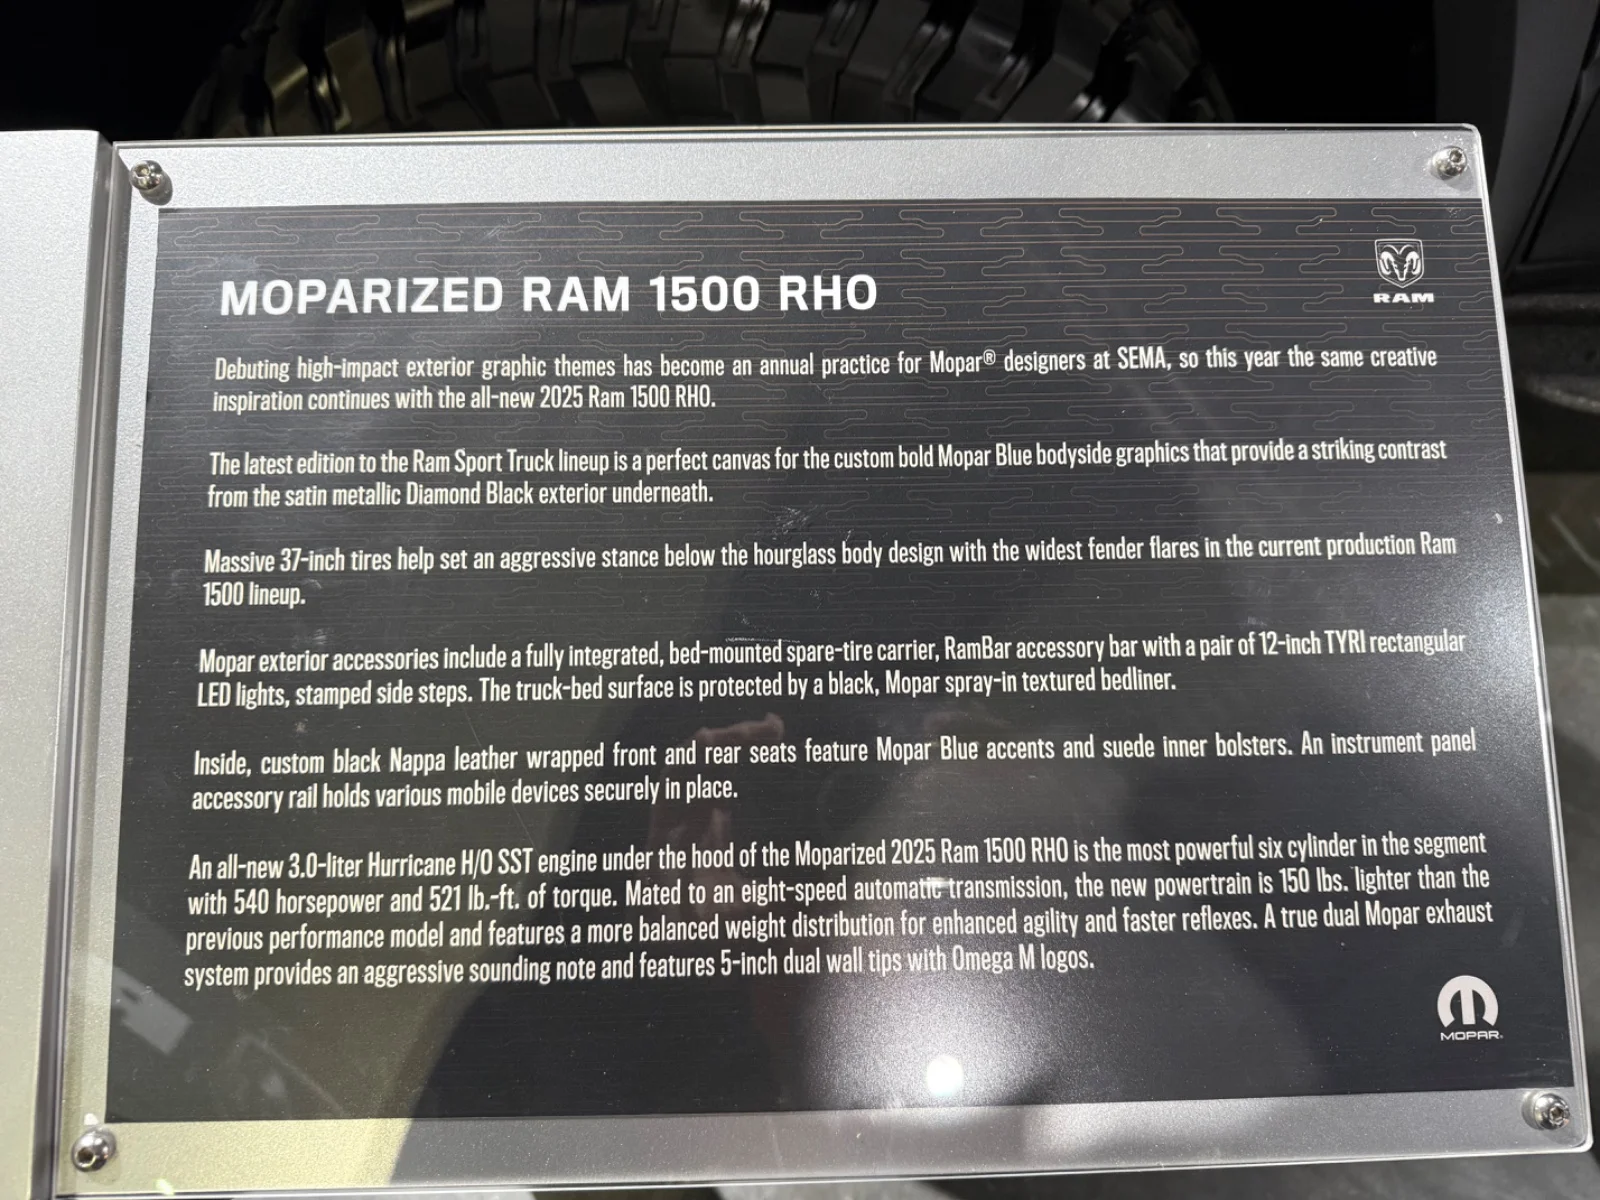 MOPARIZED RAM 1500 RHO
RAM
Debuting high-impact exterior graphic themes has become an annual practice for Mopar® designers at SEMA, so this year the same creative
inspiration continues with the all-new 2025 Ram 1500 RHO.
The latest edition to the Ram Sport Truck lineup is a perfect canvas for the custom bold Mopar Blue bodyside graphics that provide a striking contrast
from the satin metallic Diamond Black exterior underneath.
Massive 37-inch tires help set an aggressive stance below the hourglass body design with the widest fender flares in the current production Ram
1500 lineup.
Mopar exterior accessories include a fully integrated, bed-mounted spare-tire carrier, RamBar accessory bar with a pair of 12-inch TYRI rectangular
LED lights, stamped side steps. The truck-bed surface is protected by a black, Mopar spray-in textured bedliner.
Inside, custom black Nappa leather wrapped front and rear seats feature Mopar Blue accents and suede inner bolsters. An instrument panel
accessory rail holds various mobile devices securely in place.
An all-new 3.0-liter Hurricane H/O SST engine under the hood of the Moparized 2025 Ram 1500 RHO is the most powerful six cylinder in the segment
with 540 horsepower and 521 lb.-ft. of torque. Mated to an eight-speed automatic transmission, the new powertrain is 150 lbs. lighter than the
previous performance model and features a more balanced weight distribution for enhanced agility and faster reflexes. A true dual Mopar exhaust
system provides an aggressive sounding note and features 5-inch dual wall tips with Omega M logos.
MOPAR